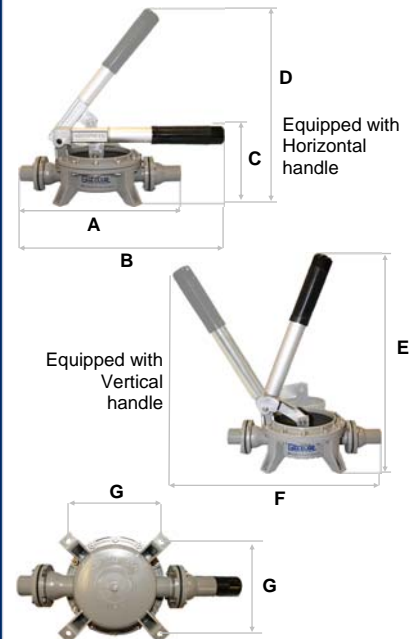 D
Equipped with
Horizontal
handle
C
A
B
E
Equipped with
Vertical
handle
F
G
G